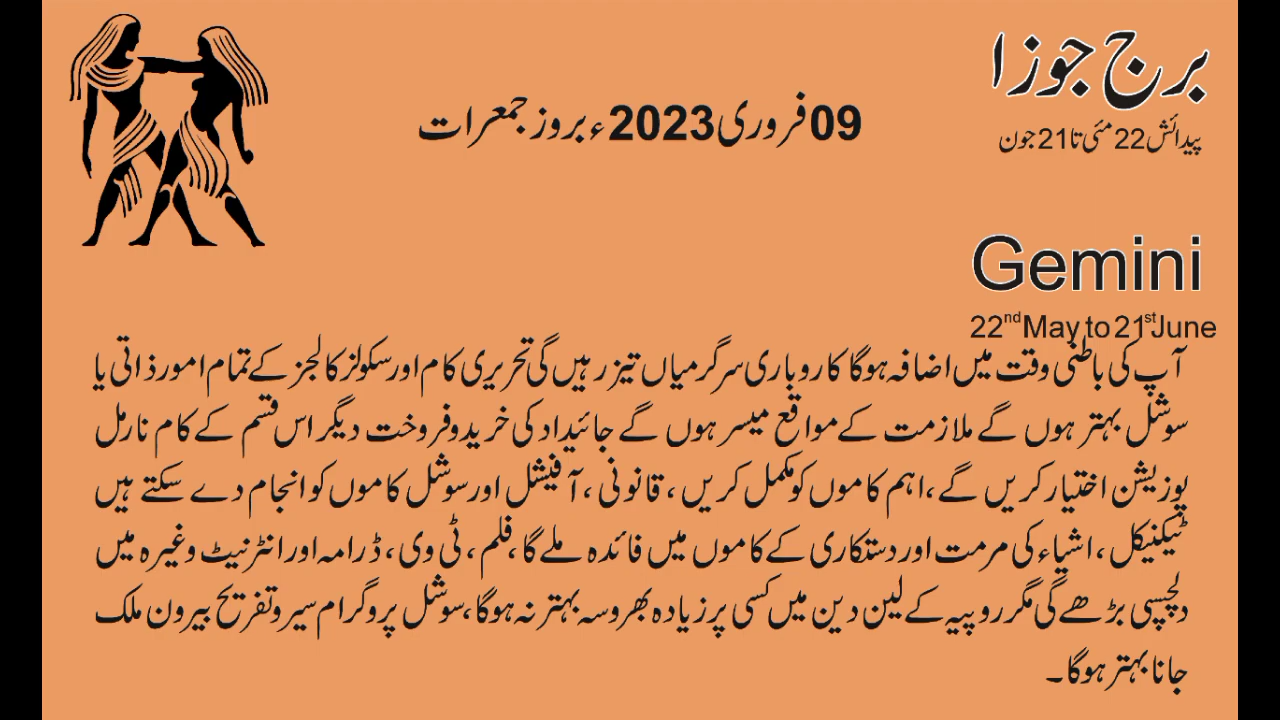 برج جوزا
پیدائش 22 مئی تا 21 جون
09 فروری 2023ء بروز جمعرات
Gemini
22nd May to 21st June
آپ کی باطنی وقت میں اضافہ ہوگا کاروباری سرگرمیاں تیز رہیں گی تحریری کام اور سکولز کالجز کے تمام امور ذاتی یا
سوشل بہتر ہوں گے ملازمت کے مواقع میسر ہوں گے جائیداد کی خرید و فروخت دیگر اس قسم کے کام نارمل
پوزیشن اختیار کریں گے، اہم کاموں کو مکمل کریں، قانونی، آفیشل اور سوشل کاموں کو انجام دے سکتے ہیں
ٹیکنیکل، اشیاء کی مرمت اور دستکاری کے کاموں میں فائدہ ملے گا، فلم، ٹی وی، ڈرامہ اور انٹرنیٹ وغیرہ میں
دلچسپی بڑھے گی مگر روپیہ کے لین دین میں کسی پر زیادہ بھروسہ بہتر نہ ہوگا، سوشل پروگرام سیر و تفریح بیرون ملک
جانا بہتر ہوگا۔